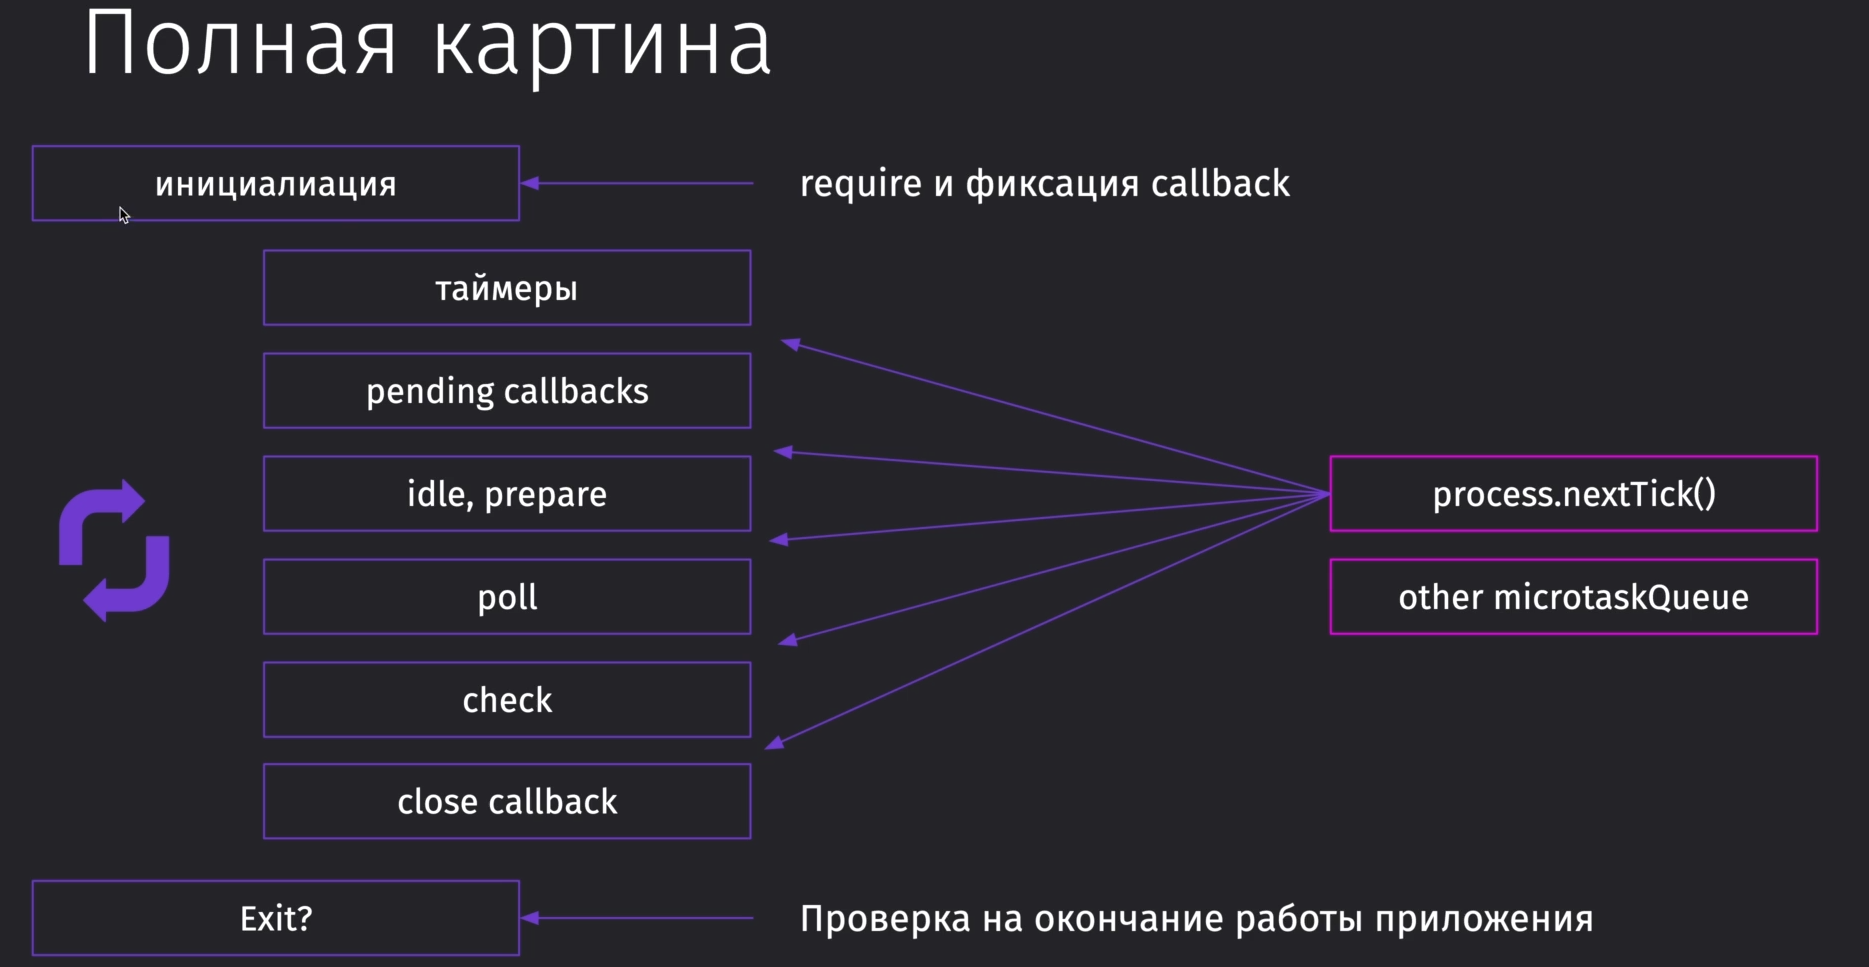 Полная картина
инициалиация
require и фиксация callback
таймеры
pending callbacks
idle, prepare
process.nextTick()
poll
other microtaskQueue
check
close callback
Exit?
Проверка на окончание работы приложения